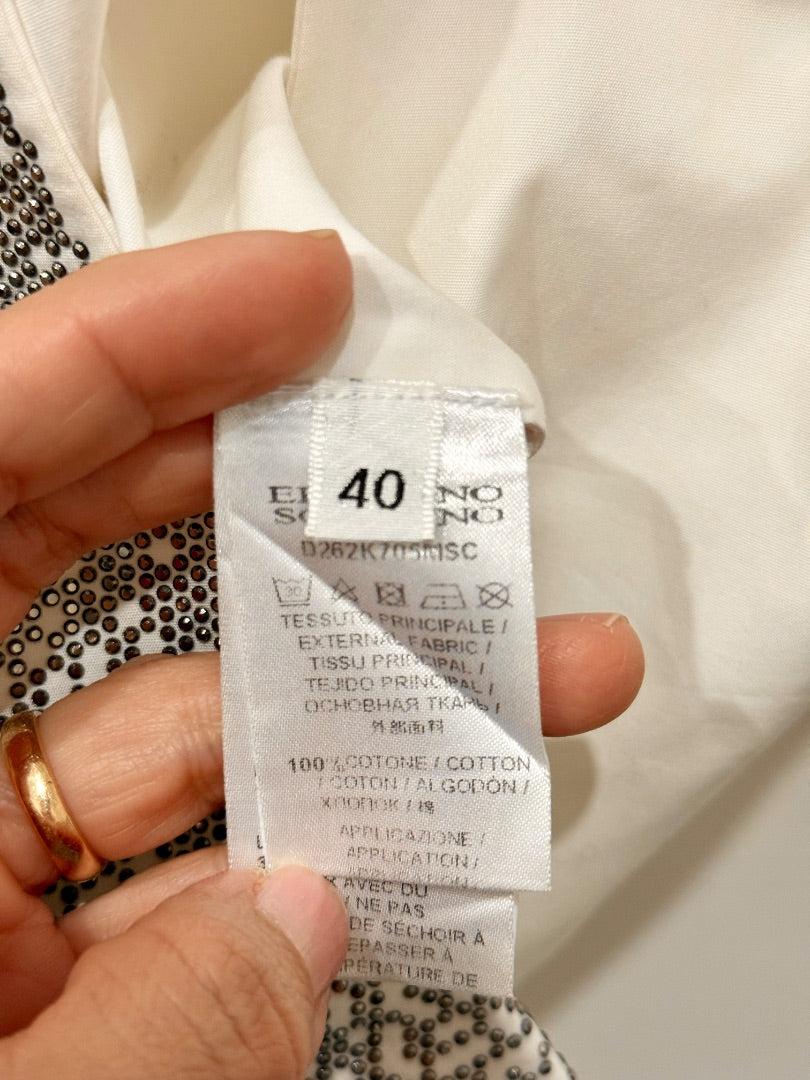 40
D262K705MSC
30
TESSUTO PRINCIPALE /
EXTERNAL FABRIC /
TISSU PRINCIPAL /
TEJIDO PRINCIPAL /
ОСНОВНАЯ ТКАНЬ /
外部面料
100% COTONE / COTTON
/ COTON / ALGODÓN /
ХЛОПОК / 棉
APPLICAZIONE /
APPLICATION /
AVEC DU
/ NE PAS
DE SÉCHOIR À
TEMPÉRATURE DE